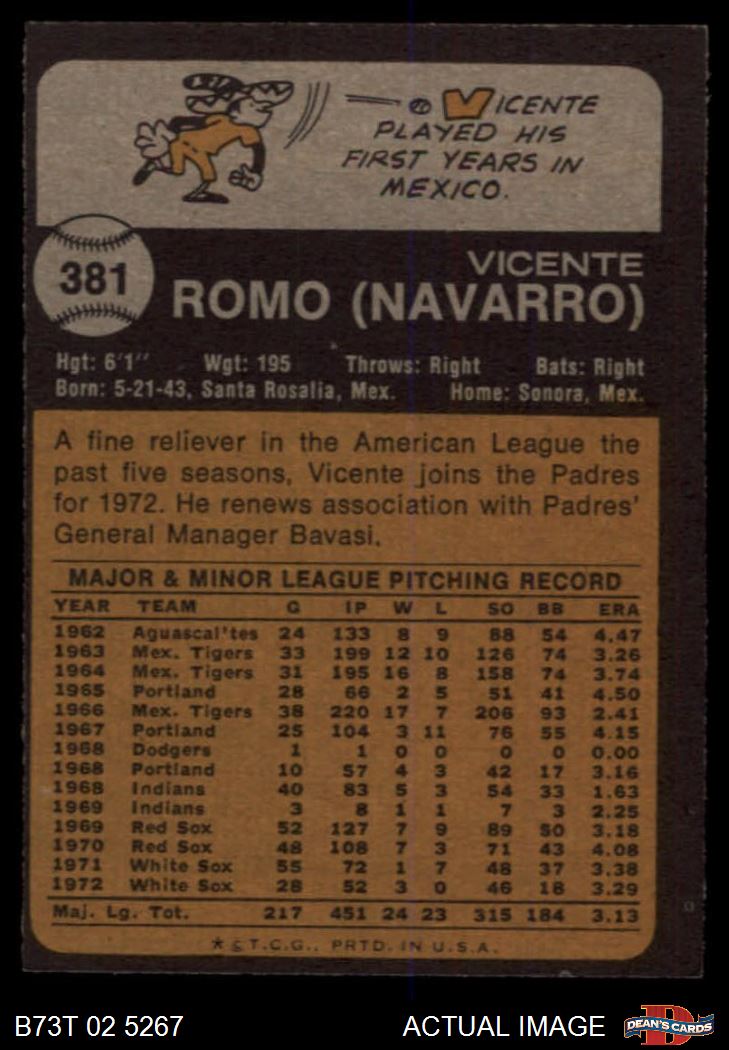 VICENTE
PLAYED HIS
FIRST YEARS IN
MEXICO.
381
VICENTE
ROMO (NAVARRO)
Hgt: 6'1" Wgt: 195 Throws: Right Bats: Right
Born: 5-21-43, Santa Rosalia, Mex. Home: Sonora, Mex.
A fine reliever in the American League the
past five seasons, Vicente joins the Padres
for 1972. He renews association with Padres'
General Manager Bavasi.
MAJOR & MINOR LEAGUE PITCHING RECORD
YEAR TEAM G IP W L SO BB ERA
1962 Aguascal'tes 24 133 8 9 88 54 4.47
1963 Mex. Tigers 33 199 12 10 126 74 3.26
1964 Mex. Tigers 31 195 16 8 158 74 3.74
1965 Portland 28 66 2 5 51 41 4.50
1966 Mex. Tigers 38 220 17 7 206 93 2.41
1967 Portland 25 104 3 11 76 55 4.15
1968 Dodgers 1 1 0 0 0 0 0.00
1968 Portland 10 57 4 3 42 17 3.16
1968 Indians 40 83 5 3 54 33 1.63
1969 Indians 3 8 1 1 7 3 2.25
1969 Red Sox 52 127 7 9 89 50 3.18
1970 Red Sox 48 108 7 3 71 43 4.08
1971 White Sox 55 72 1 7 48 37 3.38
1972 White Sox 28 52 3 0 46 18 3.29
Maj. Lg. Tot. 217 451 24 23 315 184 3.13
* © T.C.G., PRTD. IN U.S.A.
B73T 02 5267 ACTUAL IMAGE DEAN'S CARDS